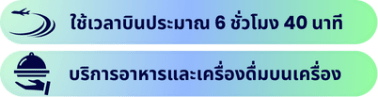 ใช้เวลาบินประมาณ 6 ชั่วโมง 40 นาที
บริการอาหารและเครื่องดื่มบนเครื่อง